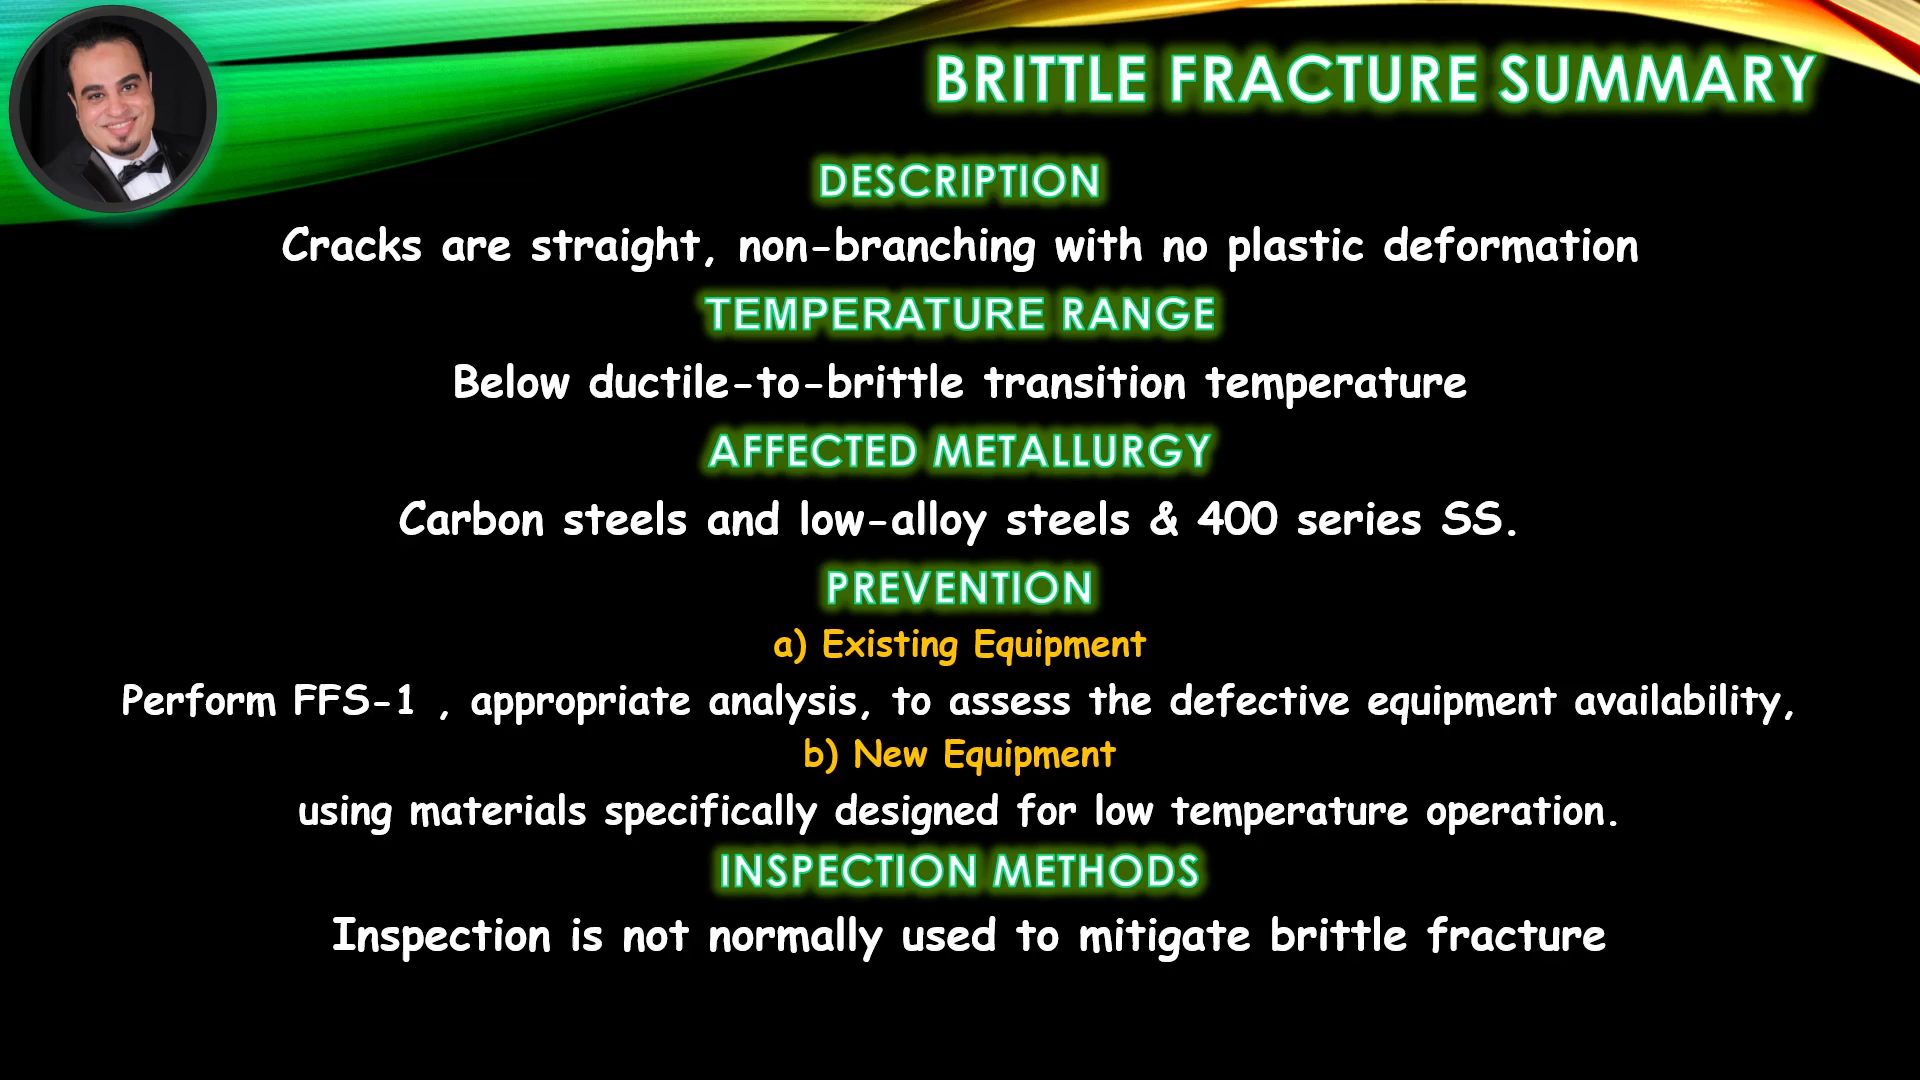 BRITTLE FRACTURE SUMMARY
DESCRIPTION
Cracks are straight, non-branching with no plastic deformation
TEMPERATURE RANGE
Below ductile-to-brittle transition temperature
AFFECTED METALLURGY
Carbon steels and low-alloy steels & 400 series SS.
PREVENTION
a) Existing Equipment
Perform FFS-1 , appropriate analysis, to assess the defective equipment availability,
b) New Equipment
using materials specifically designed for low temperature operation.
INSPECTION METHODS
Inspection is not normally used to mitigate brittle fracture